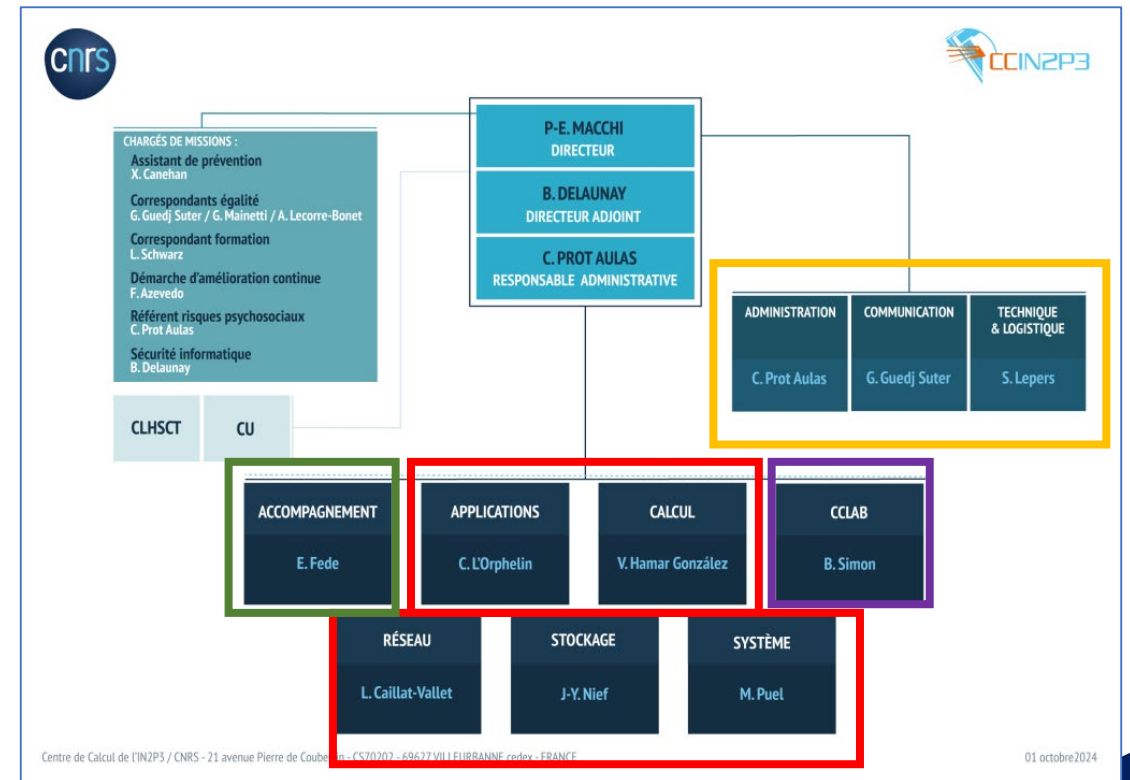 cnrs
CCIN2P3
P-E. MACCHI
DIRECTEUR
B. DELAUNAY
DIRECTEUR ADJOINT
C. PROT AULAS
RESPONSABLE ADMINISTRATIVE
CHARGÉS DE MISSIONS :
Assistant de prévention
X. Canehan
Correspondants égalité
G. Guedj Suter / G. Mainetti / A. Lecorre-Bonet
Correspondant formation
L. Schwarz
Démarche d'amélioration continue
F. Azevedo
Référent risques psychosociaux
C. Prot Aulas
Sécurité informatique
B. Delaunay
CLHSCT
CU
ADMINISTRATION
C. Prot Aulas
COMMUNICATION
G. Guedj Suter
TECHNIQUE
& LOGISTIQUE
S. Lepers
ACCOMPAGNEMENT
E. Fede
APPLICATIONS
C. L'Orphelin
CALCUL
V. Hamar González
CCLAB
B. Simon
RÉSEAU
L. Caillat-Vallet
STOCKAGE
J-Y. Nief
SYSTÈME
M. Puel
Centre de Calcul de l'IN2P3 / CNRS - 21 avenue Pierre de Coubertin - CS70202 - 69627 VILLEURBANNE cedex - FRANCE
01 octobre2024